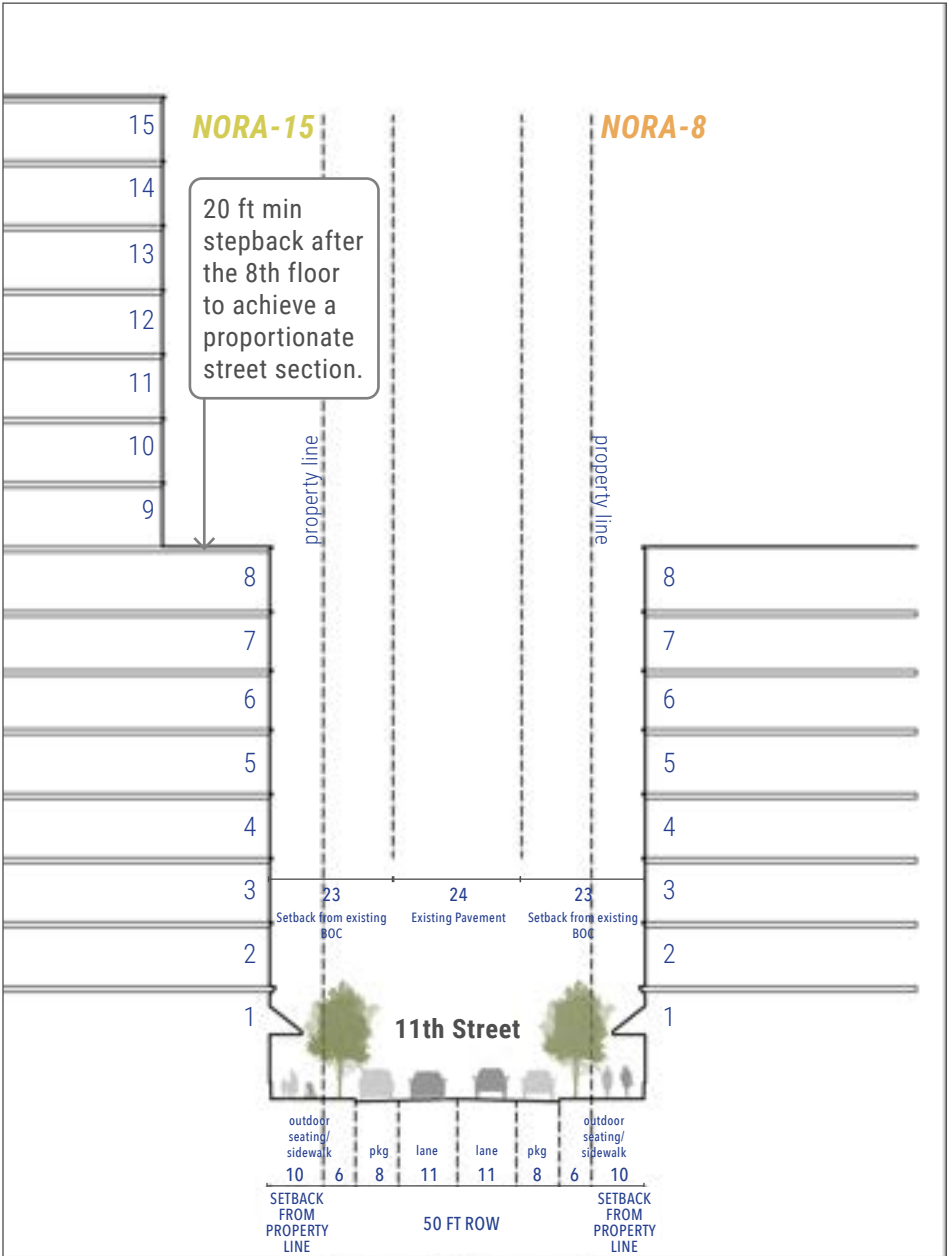 NORA-15
NORA-8
20 ft min
stepback after
the 8th floor
to achieve a
proportionate
street section.
15
14
13
12
11
10
9
8
7
6
5
4
3
2
1
property line
property line
8
7
6
5
4
3
2
1
23
24
23
Setback from existing
BOC
Existing Pavement
Setback from existing
BOC
11th Street
outdoor
seating/
sidewalk
pkg
lane
lane
pkg
outdoor
seating/
sidewalk
10
6
8
11
11
8
6
10
SETBACK
FROM
PROPERTY
LINE
50 FT ROW
SETBACK
FROM
PROPERTY
LINE